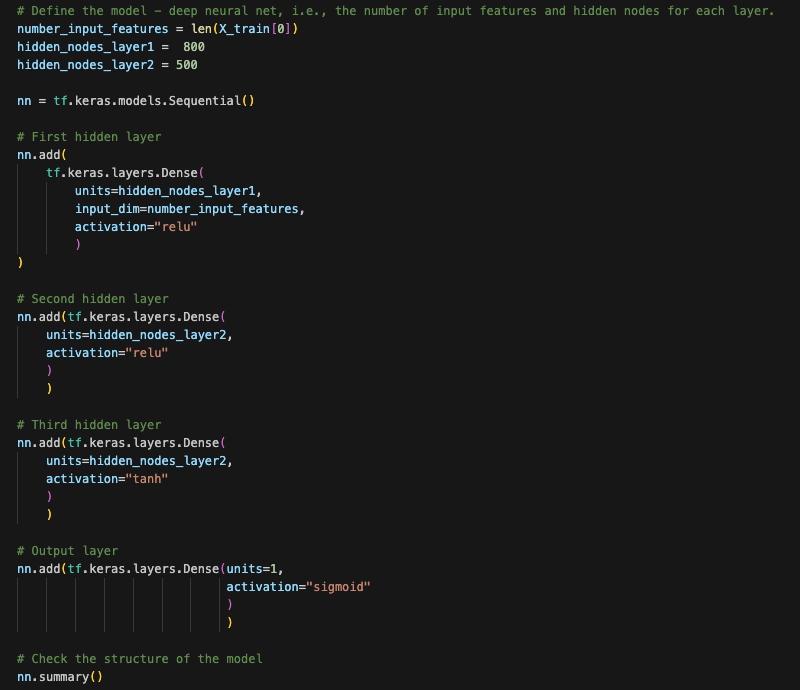 # Define the model – deep neural net, i.e., the number of input features and hidden nodes for each layer.
number_input_features = len(X_train[0])
hidden_nodes_layer1 =  800
hidden_nodes_layer2 = 500

nn = tf.keras.models.Sequential()

# First hidden layer
nn.add(
    tf.keras.layers.Dense(
        units=hidden_nodes_layer1,
        input_dim=number_input_features,
        activation="relu"
        )
)

# Second hidden layer
nn.add(tf.keras.layers.Dense(
    units=hidden_nodes_layer2,
    activation="relu"
    )
    )

# Third hidden layer
nn.add(tf.keras.layers.Dense(
    units=hidden_nodes_layer2,
    activation="tanh"
    )
    )

# Output layer
nn.add(tf.keras.layers.Dense(units=1,
                             activation="sigmoid"
                             )
                             )

# Check the structure of the model
nn.summary()